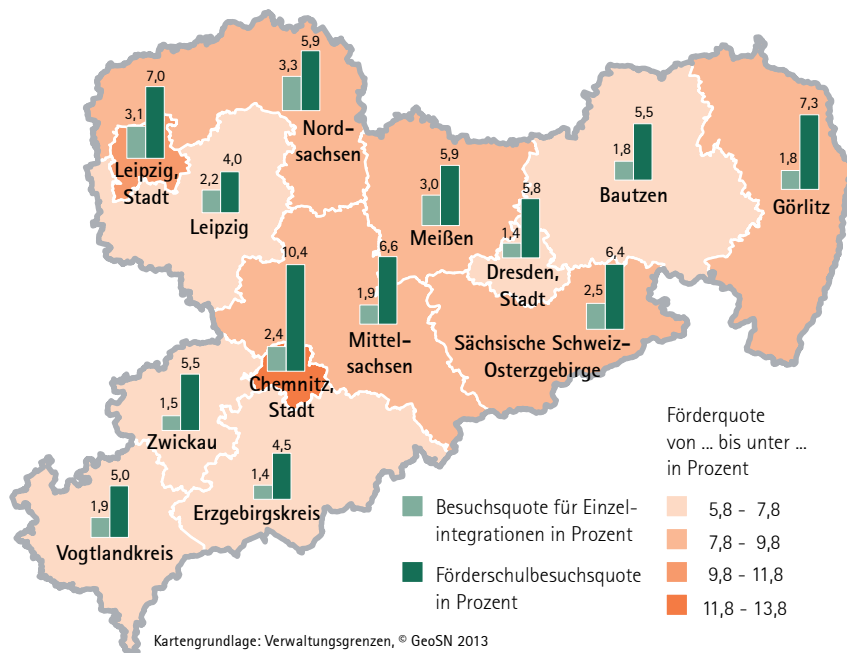 3,3
5,9
Nord-
sachsen
3,1
7,0
Leipzig,
Stadt
2,2
4,0
Leipzig
3,0
5,9
Meißen
1,4
5,8
Dresden,
Stadt
1,8
5,5
Bautzen
1,8
7,3
Görlitz
2,4
10,4
Chemnitz,
Stadt
1,9
6,6
Mittel-
sachsen
2,5
6,4
Sächsische Schweiz-
Osterzgebirge
1,5
5,5
Zwickau
1,4
4,5
Erzgebirgskreis
1,9
5,0
Vogtlandkreis
Besuchsquote für Einzel-
integrationen in Prozent
Förderschulbesuchsquote
in Prozent
Förderquote
von ... bis unter ...
in Prozent
5,8 - 7,8
7,8 - 9,8
9,8 - 11,8
11,8 - 13,8
Kartengrundlage: Verwaltungsgrenzen, © GeoSN 2013